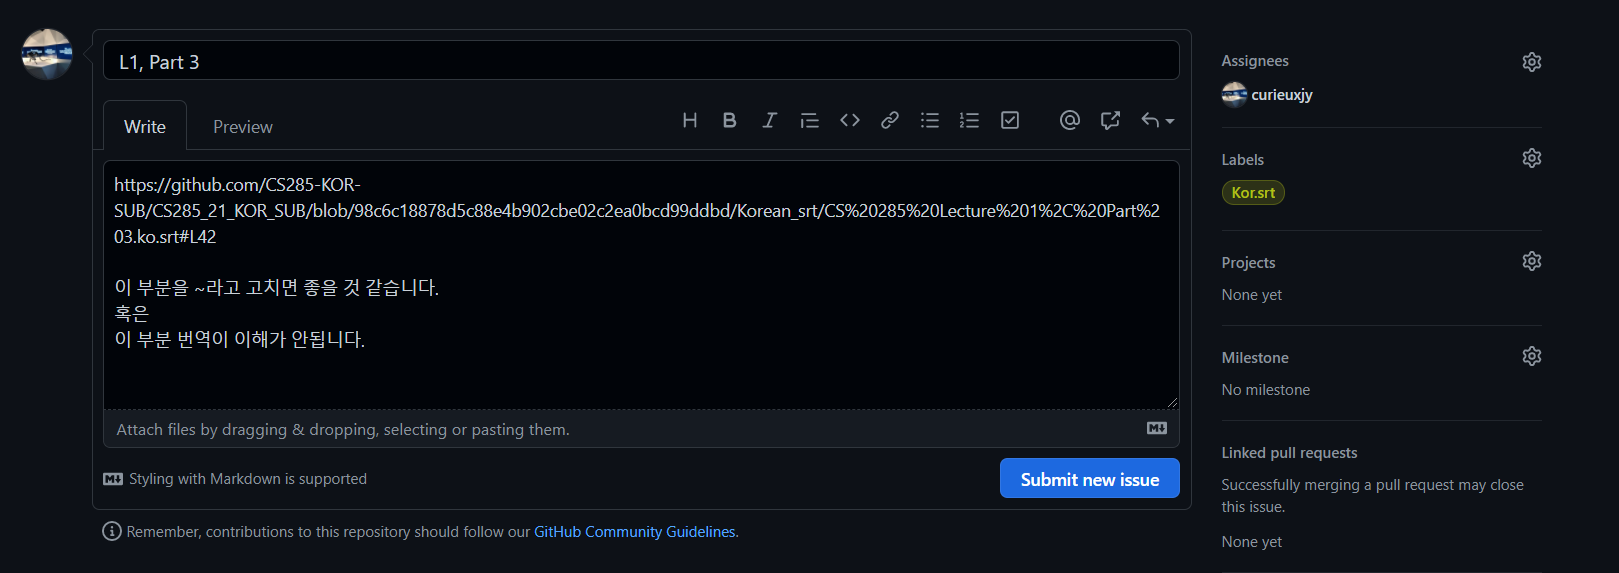 L1, Part 3
Write
Preview
https://github.com/CS285-KOR-
SUB/CS285_21_KOR_SUB/blob/98c6c18878d5c88e4b902cbe02c2ea0bcd99ddbd/Korean_srt/CS%20285%20Lecture%201%2C%20Part%2
03.ko.srt#L42
이 부분을 ~라고 고치면 좋을 것 같습니다.
혹은
이 부분 번역이 이해가 안됩니다.
Attach files by dragging & dropping, selecting or pasting them.
Styling with Markdown is supported
Submit new issue
Remember, contributions to this repository should follow our GitHub Community Guidelines.
Assignees
curieuxjy
Labels
Kor.srt
Projects
None yet
Milestone
No milestone
Linked pull requests
Successfully merging a pull request may close
this issue.
None yet